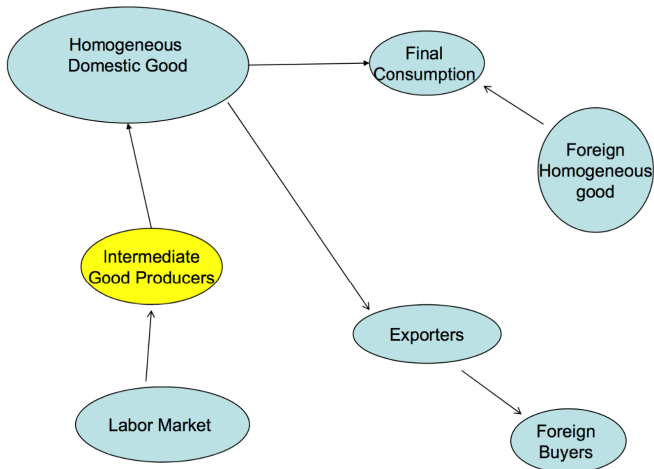 Homogeneous
Domestic Good
Final
Consumption
Foreign
Homogeneous
good
Intermediate
Good Producers
Exporters
Labor Market
Foreign
Buyers